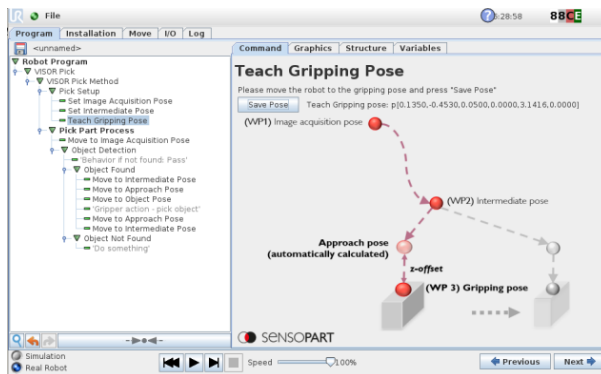 File
6:28:58
88CE
Program Installation Move I/O Log
<unnamed>
Command Graphics Structure Variables
Robot Program
VISOR Pick
VISOR Pick Method
Pick Setup
Set Image Acquisition Pose
Set Intermediate Pose
Teach Gripping Pose
Pick Part Process
Move to Image Acquisition Pose
Object Detection
'Behavior if not found: Pass'
Object Found
Move to Intermediate Pose
Move to Approach Pose
Move to Object Pose
'Gripper action - pick object'
Move to Approach Pose
Move to Intermediate Pose
Object Not Found
'Do something'
Teach Gripping Pose
Please move the robot to the gripping pose and press "Save Pose"
Save Pose Teach Gripping pose: p[0.1350,-0.4530,0.0500,0.0000,3.1416,0.0000]
(WP1) Image acquisition pose
(WP2) Intermediate pose
Approach pose
(automatically calculated)
z-offset
(WP 3) Gripping pose
SENSOPART
Simulation
Real Robot
Speed 100%
Previous Next